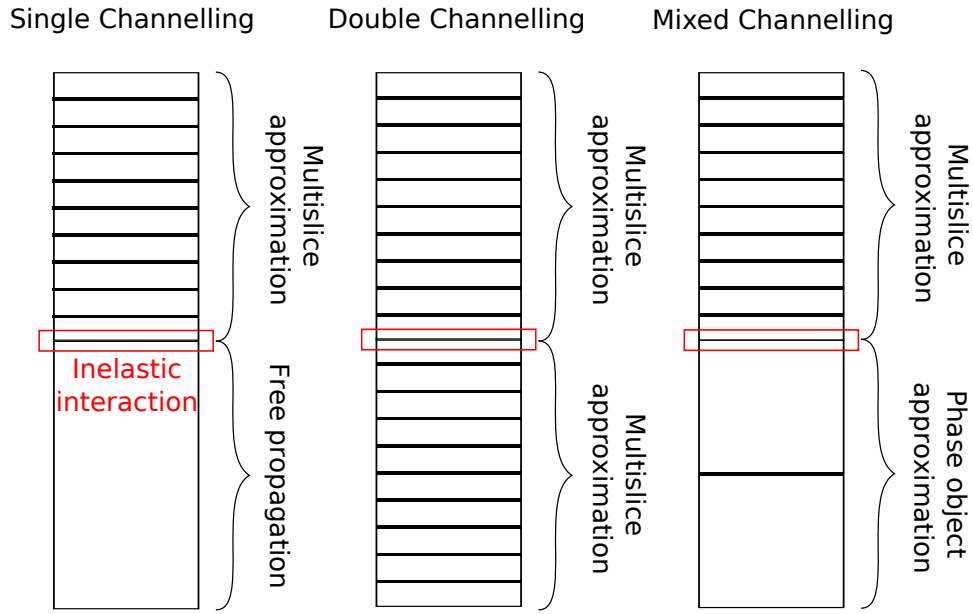 Single Channelling
Double Channelling
Mixed Channelling
Multislice
approximation
Multislice
approximation
Multislice
approximation
Inelastic
interaction
Free propagation
Multislice
approximation
Phase object
approximation